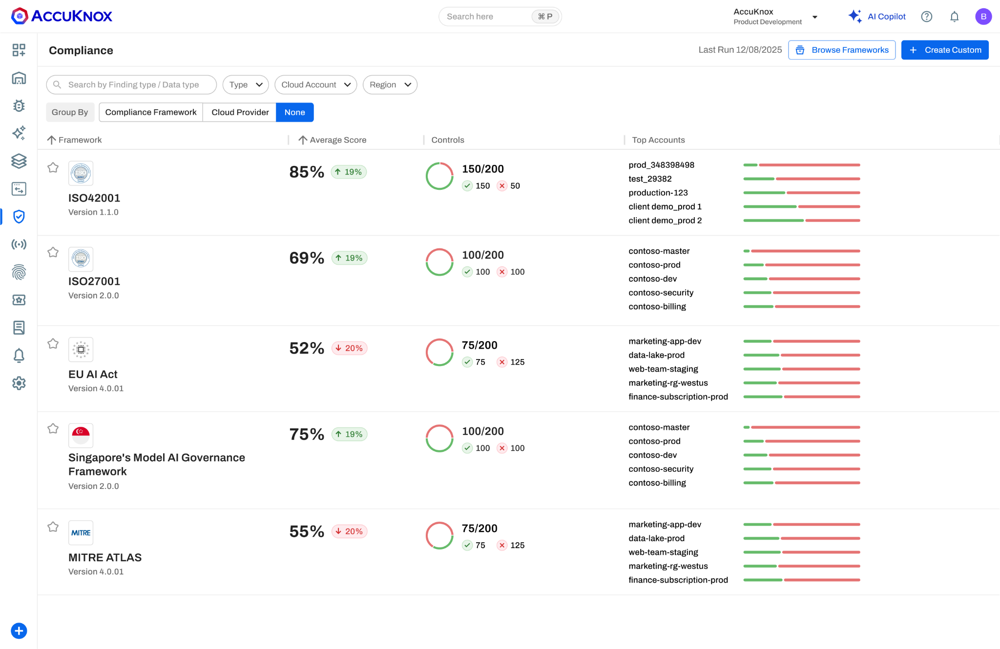 ACCUKNOX
Search here
⌘ P
AccuKnox
Product Development
AI Copilot
B
Compliance
Last Run 12/08/2025
Browse Frameworks
+ Create Custom
Search by Finding type / Data type
Type
Cloud Account
Region
Group By
Compliance Framework
Cloud Provider
None
Framework
Average Score
Controls
Top Accounts
ISO
42001
ISO42001
Version 1.1.0
85%
19%
150/200
150
50
prod_348398498
test_29382
production-123
client demo_prod 1
client demo_prod 2
ISO
27001
ISO27001
Version 2.0.0
69%
19%
100/200
100
100
contoso-master
contoso-prod
contoso-dev
contoso-security
contoso-billing
EU AI Act
Version 4.0.01
52%
20%
75/200
75
125
marketing-app-dev
data-lake-prod
web-team-staging
marketing-rg-westus
finance-subscription-prod
Singapore's Model AI Governance
Framework
Version 2.0.0
75%
19%
100/200
100
100
contoso-master
contoso-prod
contoso-dev
contoso-security
contoso-billing
MITRE
MITRE ATLAS
Version 4.0.01
55%
20%
75/200
75
125
marketing-app-dev
data-lake-prod
web-team-staging
marketing-rg-westus
finance-subscription-prod